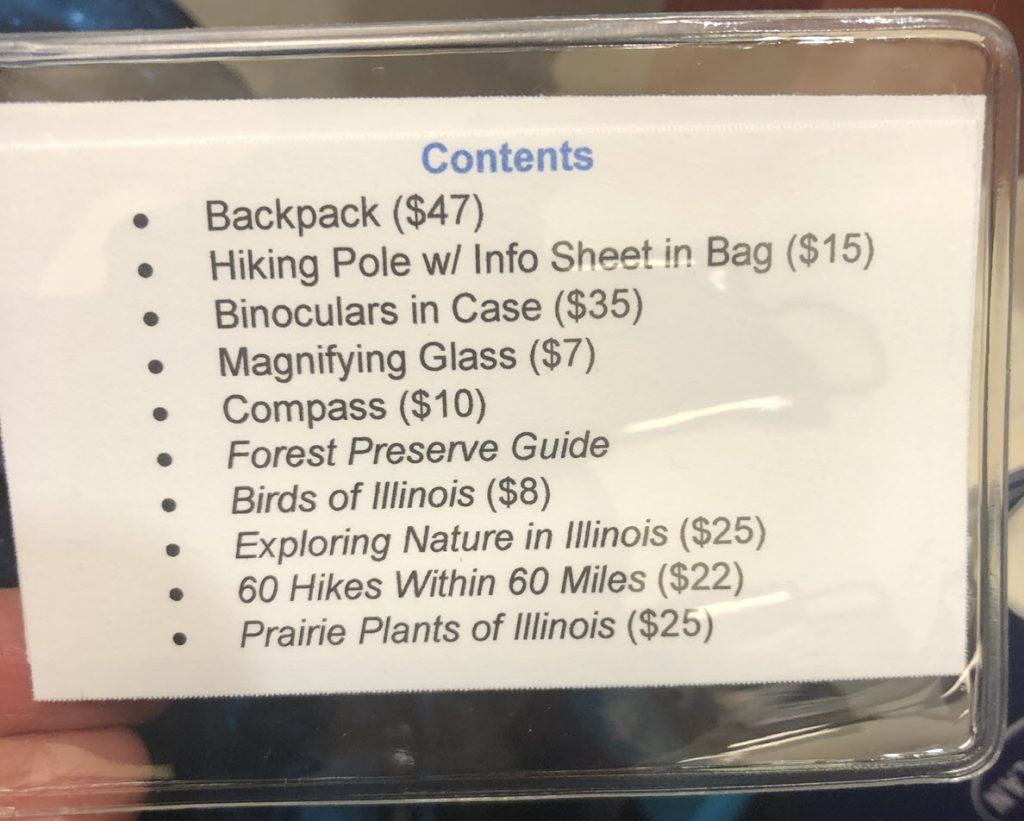 Contents
• Backpack ($47)
• Hiking Pole w/ Info Sheet in Bag ($15)
• Binoculars in Case ($35)
• Magnifying Glass ($7)
• Compass ($10)
• Forest Preserve Guide
• Birds of Illinois ($8)
• Exploring Nature in Illinois ($25)
• 60 Hikes Within 60 Miles ($22)
• Prairie Plants of Illinois ($25)